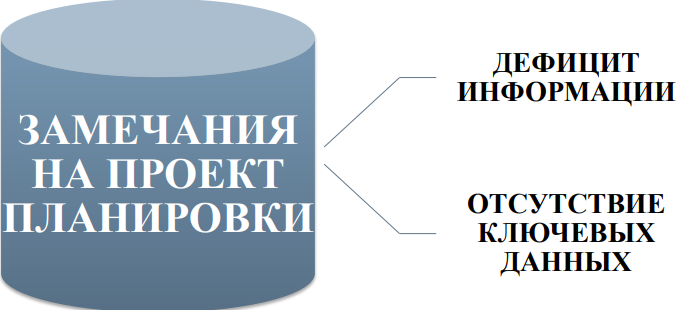 ЗАМЕЧАНИЯ
НА ПРОЕКТ
ПЛАНИРОВКИ
ДЕФИЦИТ
ИНФОРМАЦИИ
ОТСУТСТВИЕ
КЛЮЧЕВЫХ
ДАННЫХ